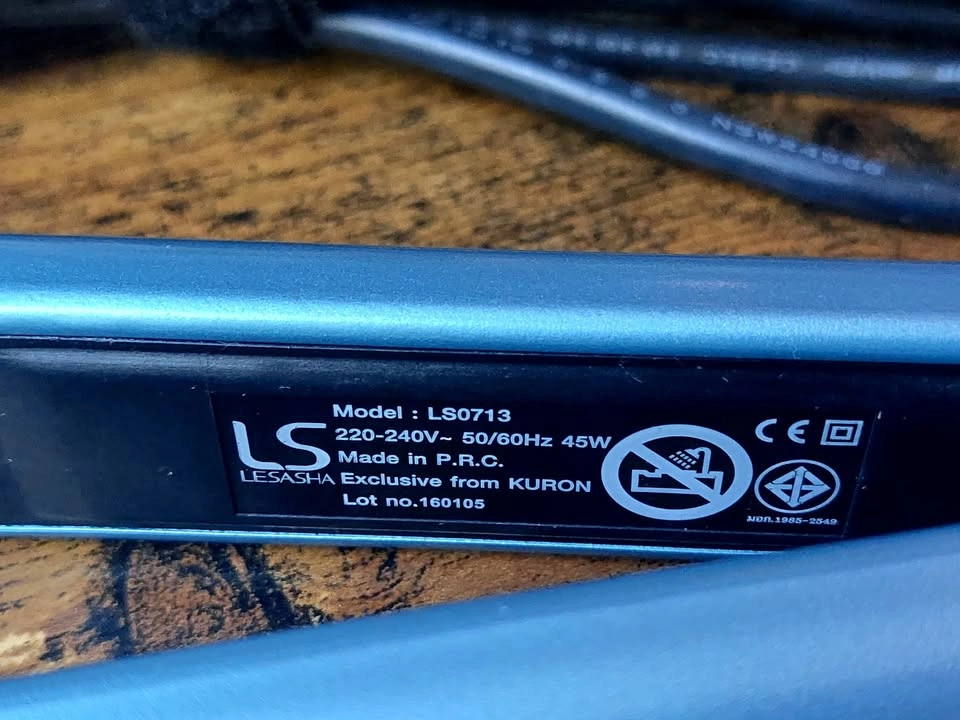 LS
LESASHA
Model : LS0713
220-240V~ 50/60Hz 45W
Made in P.R.C.
Exclusive from KURON
Lot no.160105
CE
มอก.1985-2549